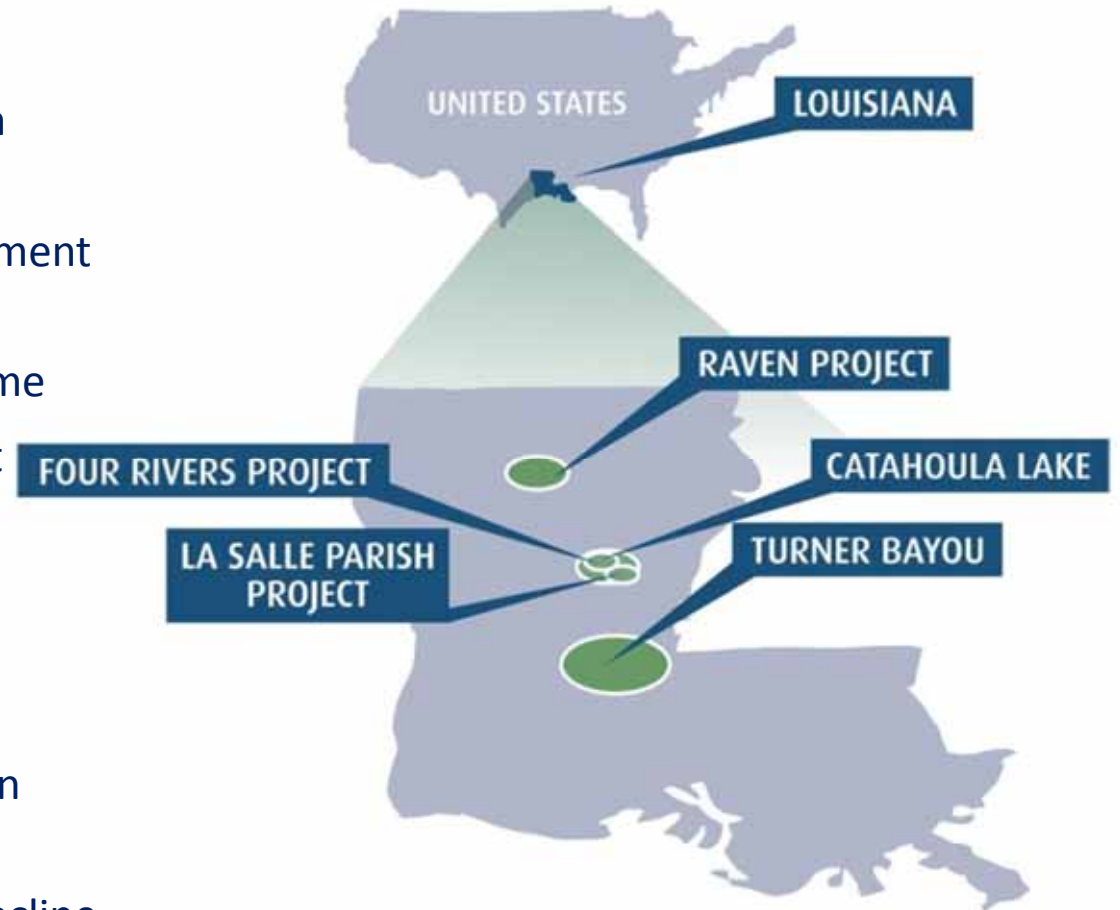 UNITED STATES
LOUISIANA
ment
RAVEN PROJECT
me
FOUR RIVERS PROJECT
CATAHOULA LAKE
LA SALLE PARISH
PROJECT
TURNER BAYOU